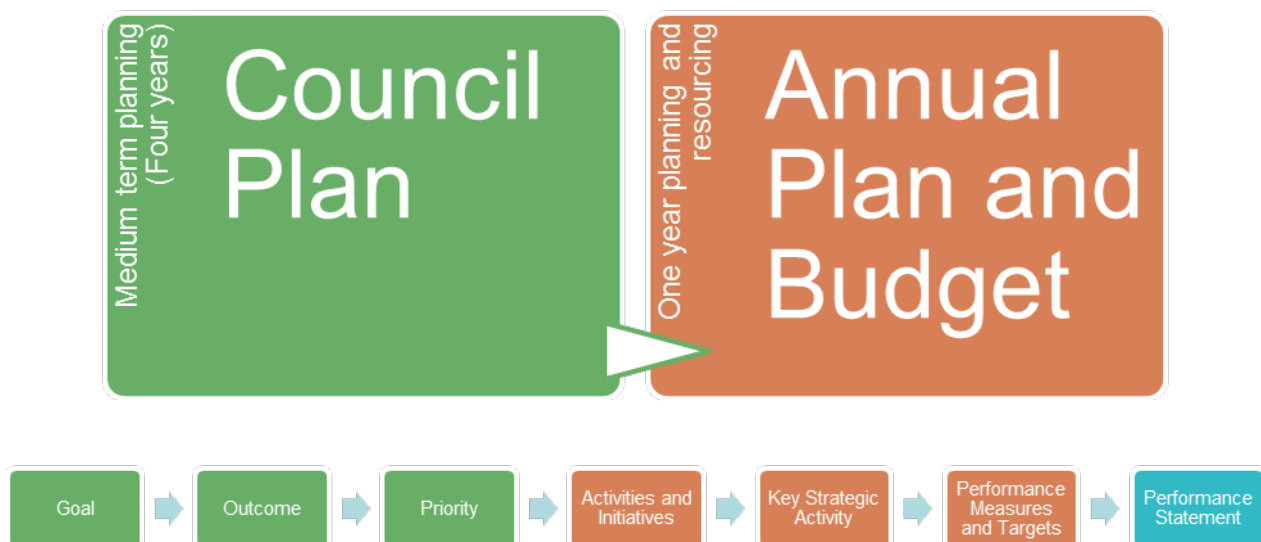 Medium term planning
(Four years)
Council
Plan
One year planning and
resourcing
Annual
Plan and
Budget
Goal
Outcome
Priority
Activities and
Initiatives
Key Strategic
Activity
Performance
Measures
and Targets
Performance
Statement